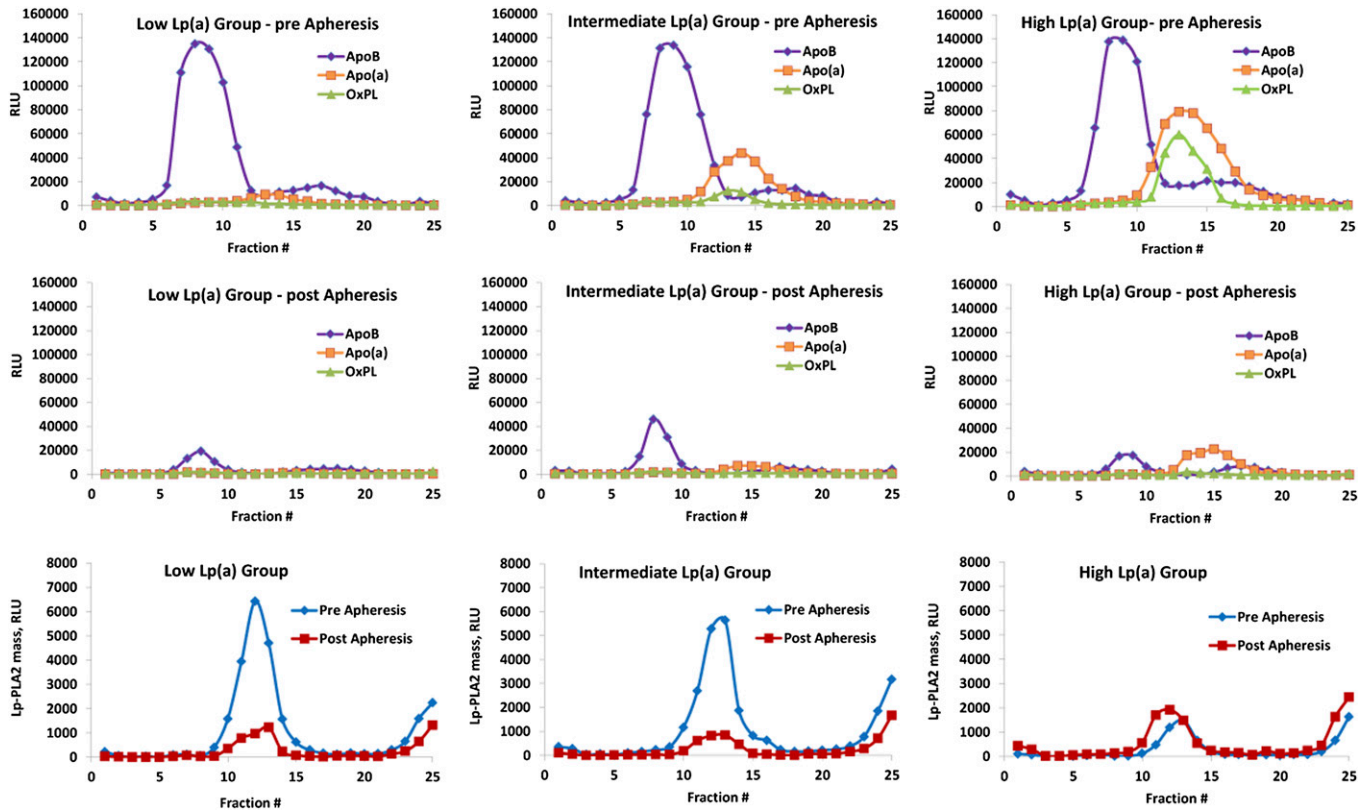 Low Lp(a) Group - pre Apheresis
160000
140000
120000
100000
80000
60000
40000
20000
0
RLU
ApoB
Apo(a)
OxPL
0 5 10 15 20 25
Fraction #
Intermediate Lp(a) Group - pre Apheresis
160000
140000
120000
100000
80000
60000
40000
20000
0
RLU
ApoB
Apo(a)
OxPL
0 5 10 15 20 25
Fraction #
High Lp(a) Group- pre Apheresis
160000
140000
120000
100000
80000
60000
40000
20000
0
RLU
ApoB
Apo(a)
OxPL
0 5 10 15 20 25
Fraction #
Low Lp(a) Group - post Apheresis
160000
140000
120000
100000
80000
60000
40000
20000
0
RLU
ApoB
Apo(a)
OxPL
0 5 10 15 20 25
Fraction #
Intermediate Lp(a) Group - post Apheresis
160000
140000
120000
100000
80000
60000
40000
20000
0
RLU
ApoB
Apo(a)
OxPL
0 5 10 15 20 25
Fraction #
High Lp(a) Group - post Apheresis
160000
140000
120000
100000
80000
60000
40000
20000
0
RLU
ApoB
Apo(a)
OxPL
0 5 10 15 20 25
Fraction #
Low Lp(a) Group
8000
7000
6000
5000
4000
3000
2000
1000
0
Lp-PLA2 mass, RLU
Pre Apheresis
Post Apheresis
0 5 10 15 20 25
Fraction #
Intermediate Lp(a) Group
8000
7000
6000
5000
4000
3000
2000
1000
0
Lp-PLA2 mass, RLU
Pre Apheresis
Post Apheresis
0 5 10 15 20 25
Fraction #
High Lp(a) Group
8000
7000
6000
5000
4000
3000
2000
1000
0
Lp-PLA2 mass, RLU
Pre Apheresis
Post Apheresis
0 5 10 15 20 25
Fraction #